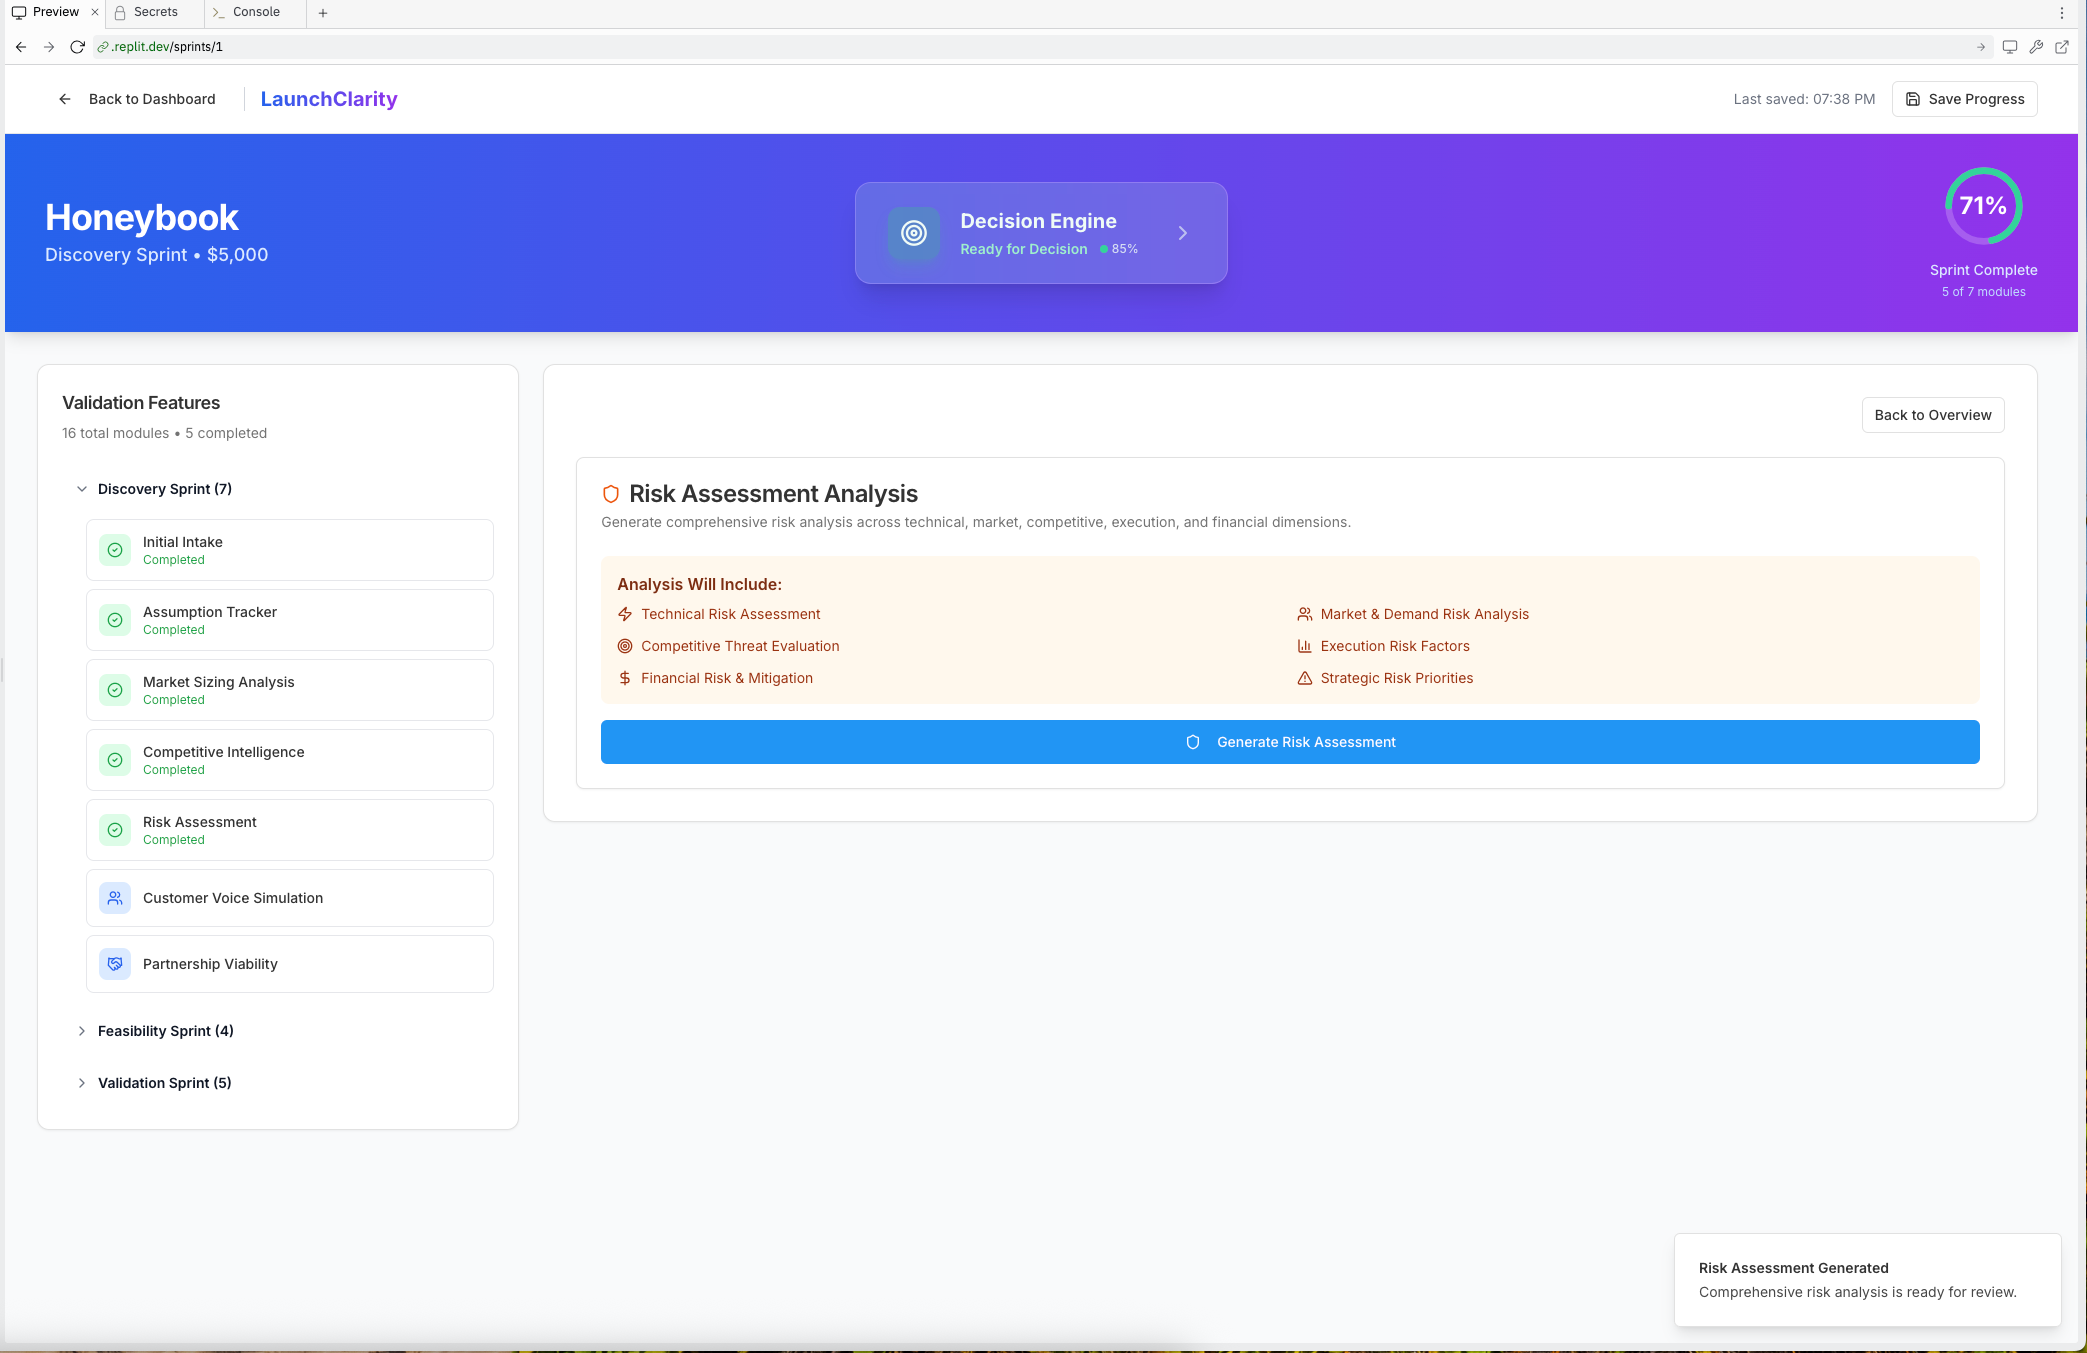 Preview
Secrets
Console
.replit.dev/sprints/1
Back to Dashboard
LaunchClarity
Last saved: 07:38 PM
Save Progress
Honeybook
Discovery Sprint • $5,000
Decision Engine
Ready for Decision
85%
71%
Sprint Complete
5 of 7 modules
Validation Features
16 total modules • 5 completed
Discovery Sprint (7)
Initial Intake
Completed
Assumption Tracker
Completed
Market Sizing Analysis
Completed
Competitive Intelligence
Completed
Risk Assessment
Completed
Customer Voice Simulation
Partnership Viability
Feasibility Sprint (4)
Validation Sprint (5)
Back to Overview
Risk Assessment Analysis
Generate comprehensive risk analysis across technical, market, competitive, execution, and financial dimensions.
Analysis Will Include:
Technical Risk Assessment
Market & Demand Risk Analysis
Competitive Threat Evaluation
Execution Risk Factors
Financial Risk & Mitigation
Strategic Risk Priorities
Generate Risk Assessment
Risk Assessment Generated
Comprehensive risk analysis is ready for review.